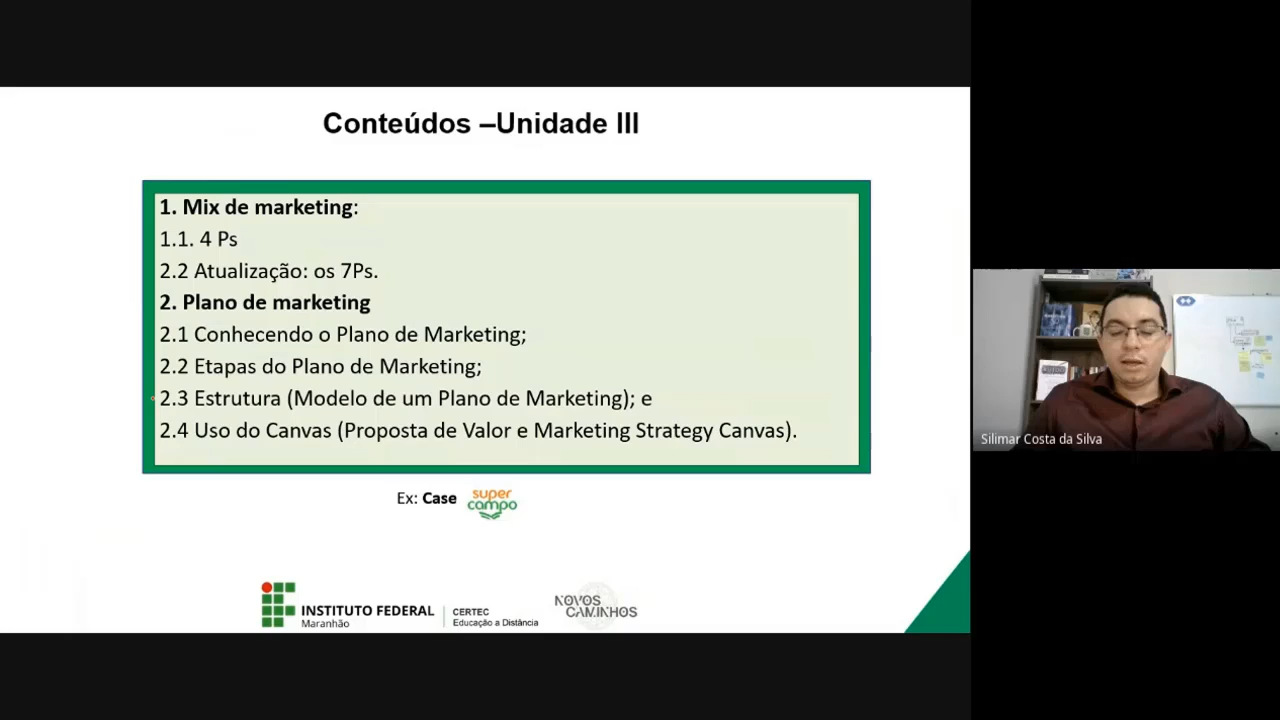 Conteúdos –Unidade III
1. Mix de marketing:
1.1. 4 Ps
2.2 Atualização: os 7Ps.
2. Plano de marketing
2.1 Conhecendo o Plano de Marketing;
2.2 Etapas do Plano de Marketing;
2.3 Estrutura (Modelo de um Plano de Marketing); e
2.4 Uso do Canvas (Proposta de Valor e Marketing Strategy Canvas).
Ex: Case
super
campo
INSTITUTO FEDERAL
Maranhão
CERTEC
Educação a Distância
NOVOS
CAMINHOS
Silimar Costa da Silva